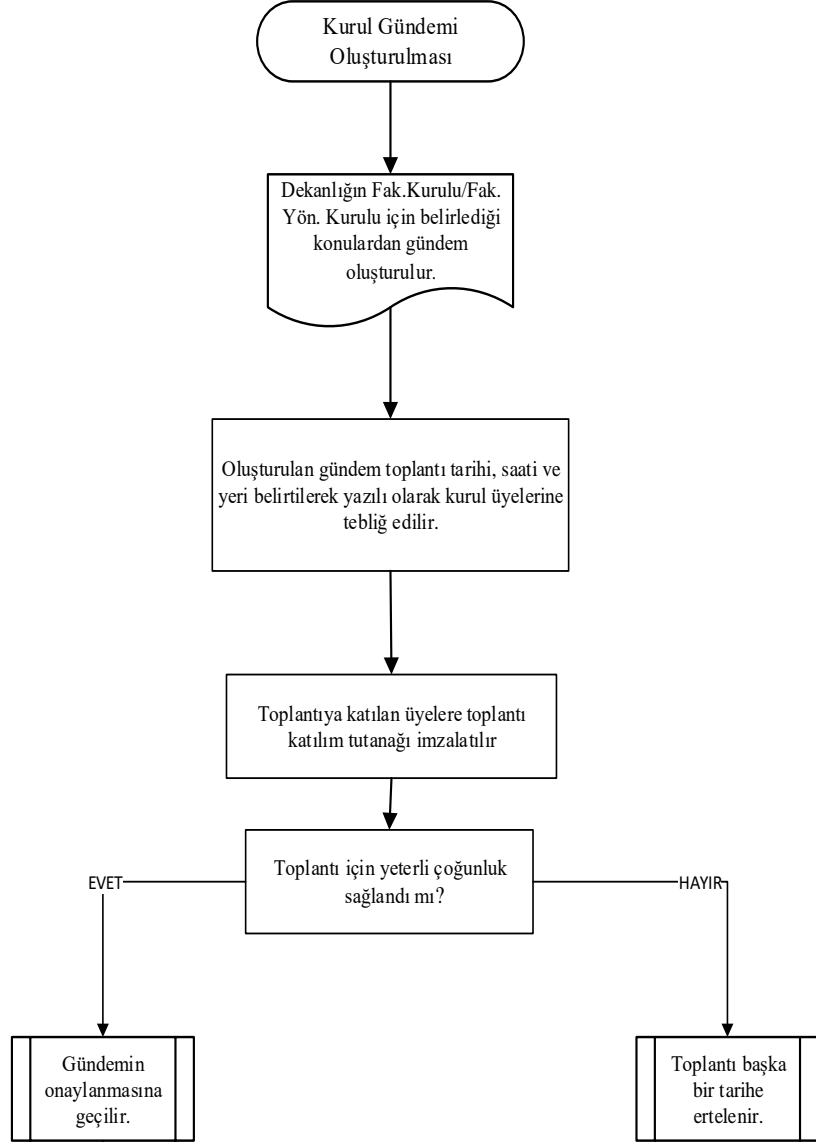 Kurul Gündemi
Oluşturulması
Dekanlığın Fak.Kurulu/Fak.
Yön. Kurulu için belirlediği
konulardan gündem
oluşturulur.
Oluşturulan gündem toplantı tarihi, saati ve
yeri belirtilerek yazılı olarak kurul üyelerine
tebliğ edilir.
Toplantıya katılan üyelere toplantı
katılım tutanağı imzalatılır
Toplantı için yeterli çoğunluk
sağlandı mı?
EVET
HAYIR
Gündemin
onaylanmasına
geçilir.
Toplantı başka
bir tarihe
ertelenir.